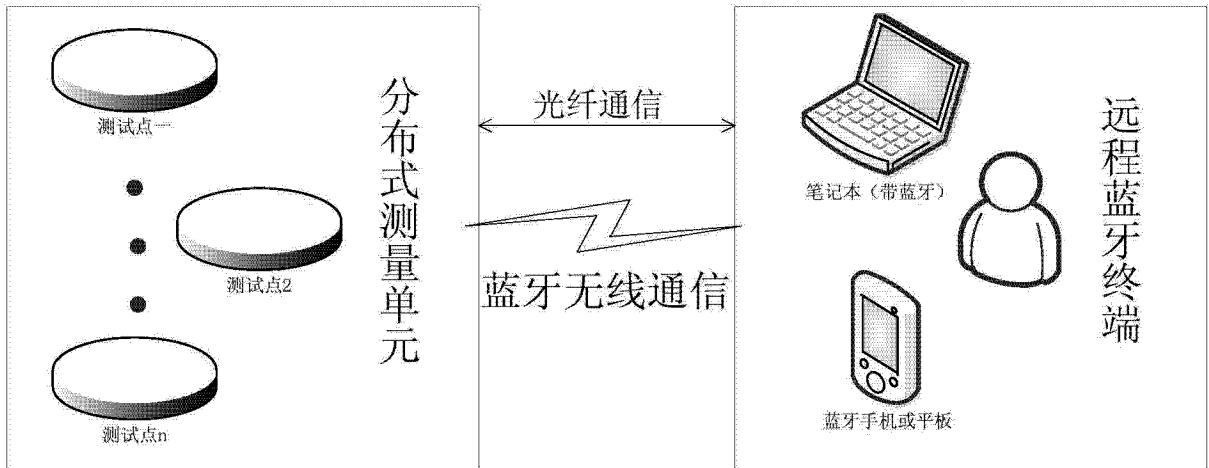 测试点一
测试点2
测试点n
分布式测量单元
光纤通信
蓝牙无线通信
笔记本（带蓝牙）
蓝牙手机或平板
远程蓝牙终端